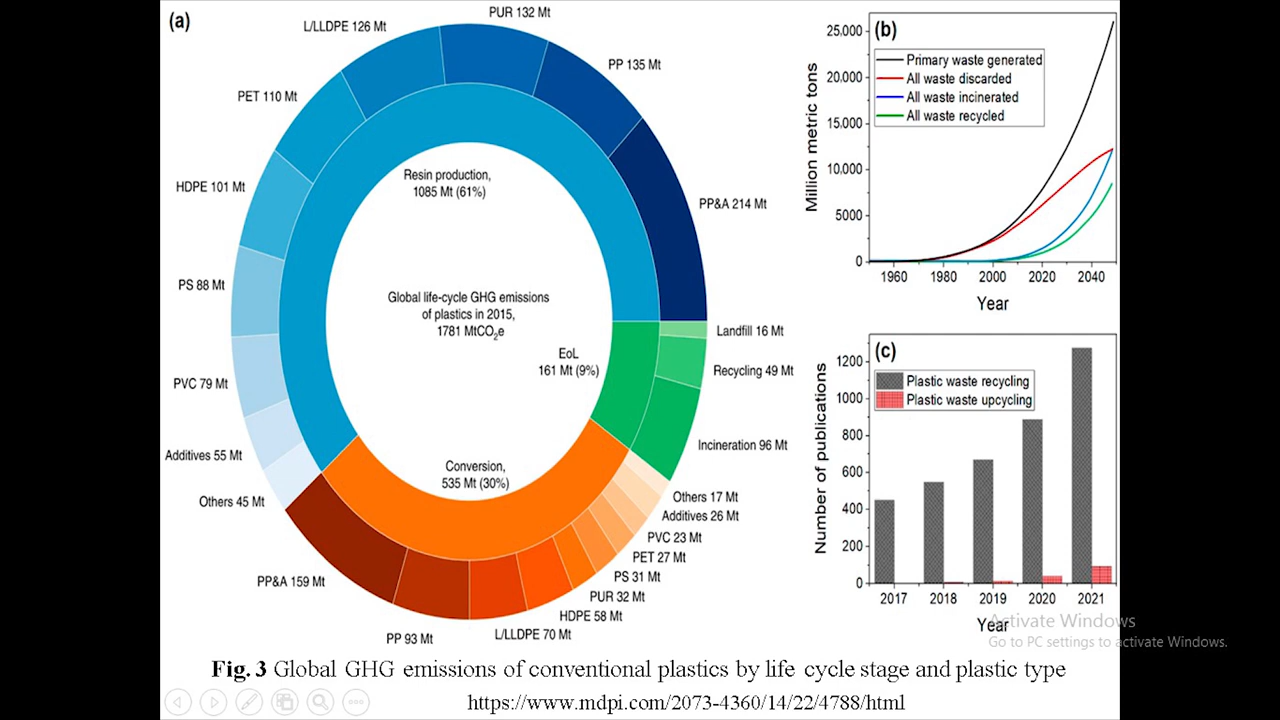 (a)
PUR 132 Mt
L/LLDPE 126 Mt
PP 135 Mt
PET 110 Mt
HDPE 101 Mt
PP&A 214 Mt
PS 88 Mt
PVC 79 Mt
Additives 55 Mt
Others 45 Mt
Resin production,
1085 Mt (61%)
Global life-cycle GHG emissions
of plastics in 2015,
1781 MtCO2e
EoL
161 Mt (9%)
Landfill 16 Mt
Recycling 49 Mt
Incineration 96 Mt
Conversion,
535 Mt (30%)
Others 17 Mt
Additives 26 Mt
PVC 23 Mt
PET 27 Mt
PS 31 Mt
PUR 32 Mt
HDPE 58 Mt
L/LLDPE 70 Mt
PP 93 Mt
PP&A 159 Mt
(b)
Primary waste generated
All waste discarded
All waste incinerated
All waste recycled
Million metric tons
25,000
20.000
15,000
10,000
5000
0
1960 1980 2000 2020 2040
Year
(c)
Plastic waste recycling
Plastic waste upcycling
Number of publications
1200
1000
800
600
400
200
0
2017 2018 2019 2020 2021
Year
Activate Windows
Go to PC settings to activate Windows.
Fig. 3 Global GHG emissions of conventional plastics by life cycle stage and plastic type
https://www.mdpi.com/2073-4360/14/22/4788/html